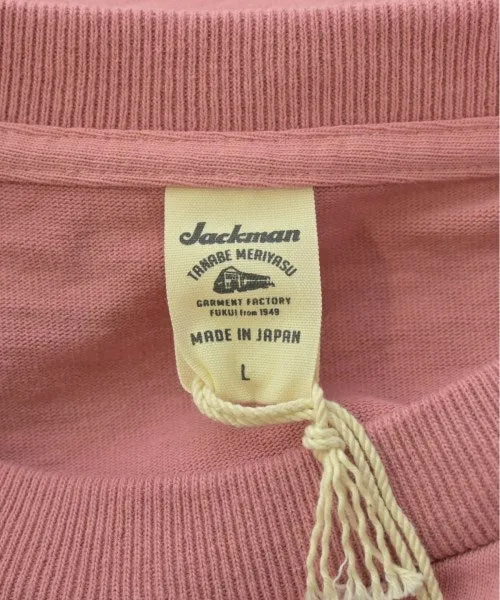 Jackman
TANABE MERIYASU
GARMENT FACTORY
FUKUI from 1949
MADE IN JAPAN
L